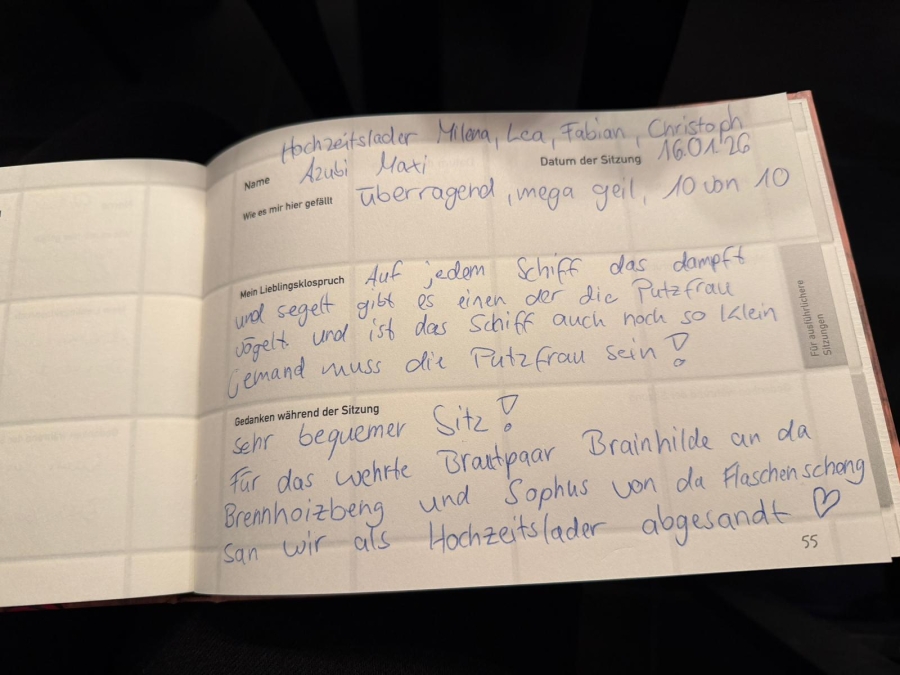 Hochzeitslader Milena, Lea, Fabian, Christoph
Name Azubi Maxi Datum der Sitzung 16.01.26
Wie es mir hier gefällt überragend, mega geil, 10 von 10
Mein Lieblingsklospruch Auf jedem Schiff das dampft
und segelt gibt es einen der die Putzfrau
vögelt und ist das Schiff auch noch so klein
jemand muss die Putzfrau sein!
Gedanken während der Sitzung
sehr bequemer Sitz!
Für das wehrte Brautpaar Brainhilde an da
Brennhoizbeng und Sophus von da Flaschenschong
san wir als Hochzeitslader abgesandt ♡
Für ausführlichere
Sitzungen
55